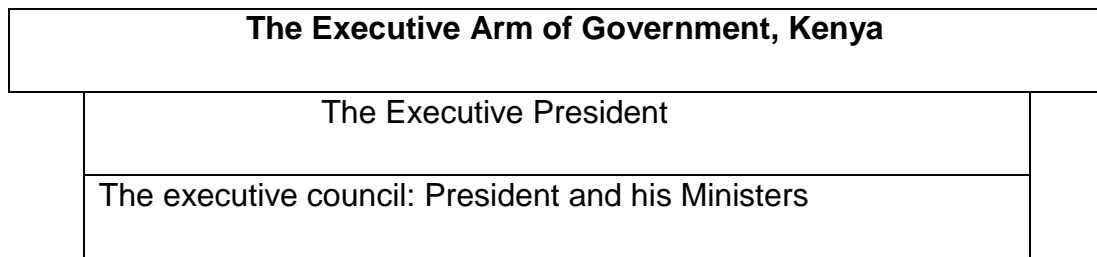 The Executive Arm of Government, Kenya
The Executive President
The executive council: President and his Ministers